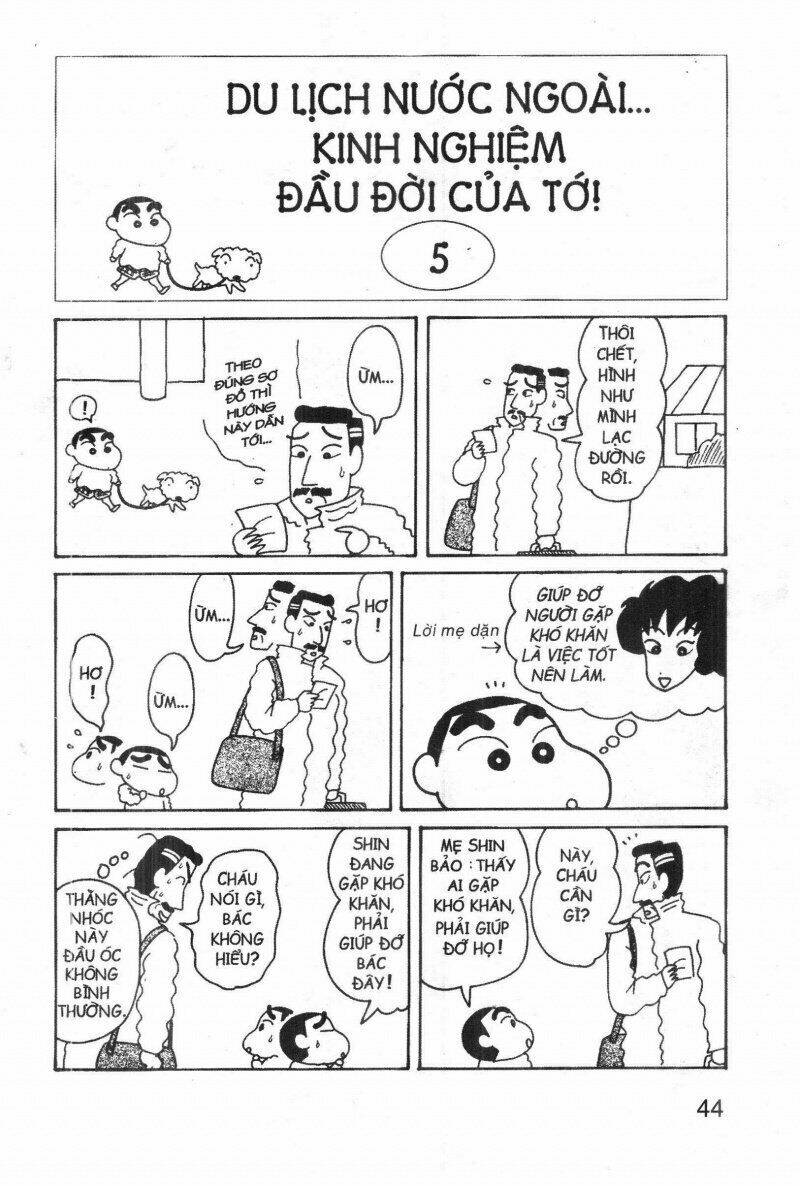 DU LỊCH NƯỚC NGOÀI...
KINH NGHIỆM
ĐẦU ĐỜI CỦA TỚ!
5
THÔI
CHẾT,
HÌNH
NHƯ
MÌNH
LẠC
ĐƯỜNG
RỒI.
ỪM...
THEO
ĐÚNG SƠ
ĐỒ THÌ
HƯỚNG
NÀY DẪN
TỚI...
!
GIÚP ĐỠ
NGƯỜI GẶP
KHÓ KHĂN
LÀ VIỆC TỐT
NÊN LÀM.
Lời mẹ dặn
HƠ
!
ỪM...
ỪM...
HƠ
!
NÀY,
CHÁU
CẦN
GÌ?
MẸ SHIN
BẢO : THẤY
AI GẶP
KHÓ KHĂN,
PHẢI GIÚP
ĐỠ HỌ!
SHIN
ĐANG
GẶP KHÓ
KHĂN,
PHẢI
GIÚP ĐỠ
BÁC
ĐÂY!
CHÁU
NÓI GÌ,
BÁC
KHÔNG
HIỂU?
THẰNG
NHÓC
NÀY
ĐẦU ÓC
KHÔNG
BÌNH
THƯỜNG.
44